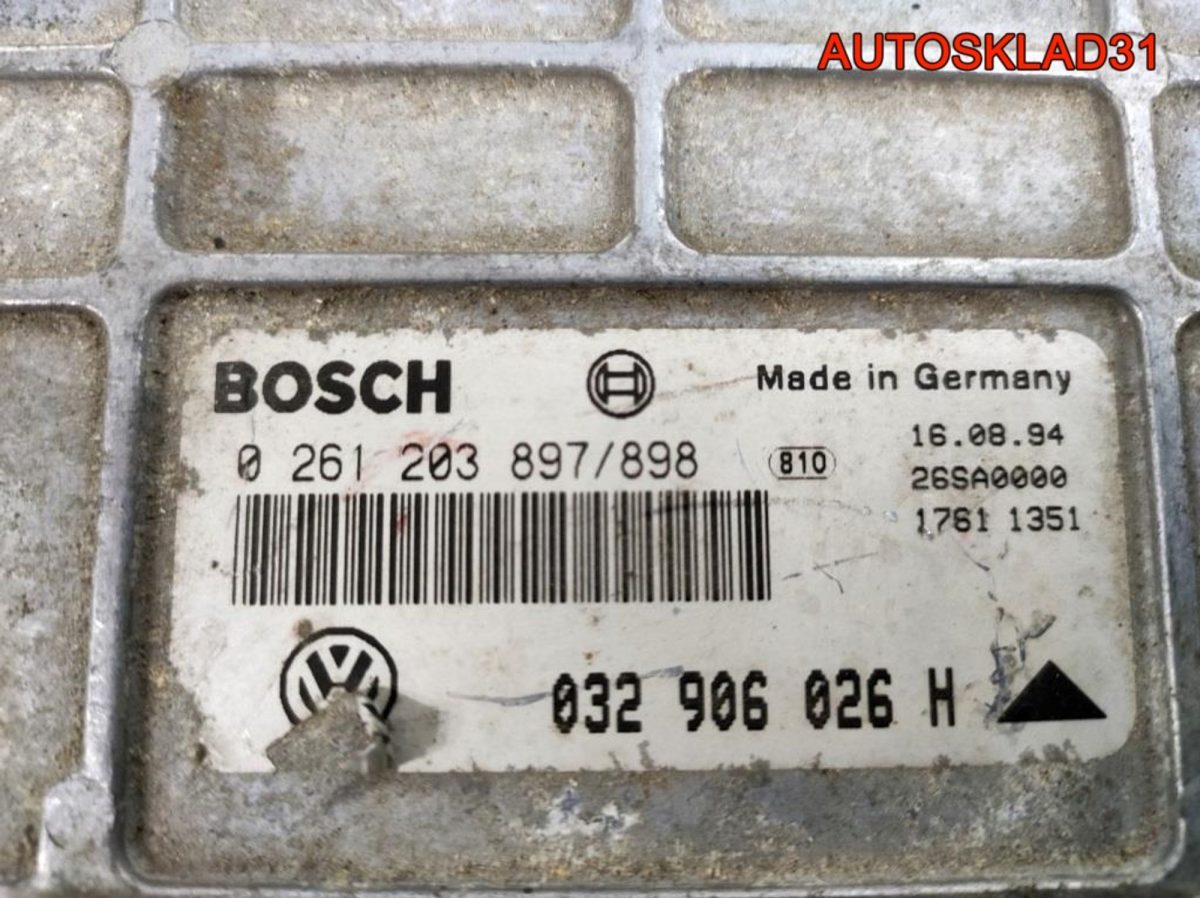 AUTOSKLAD31
BOSCH
Made in Germany
0 261 203 897/898
810
16.08.94
26SA0000
1761 1351
032 906 026 H